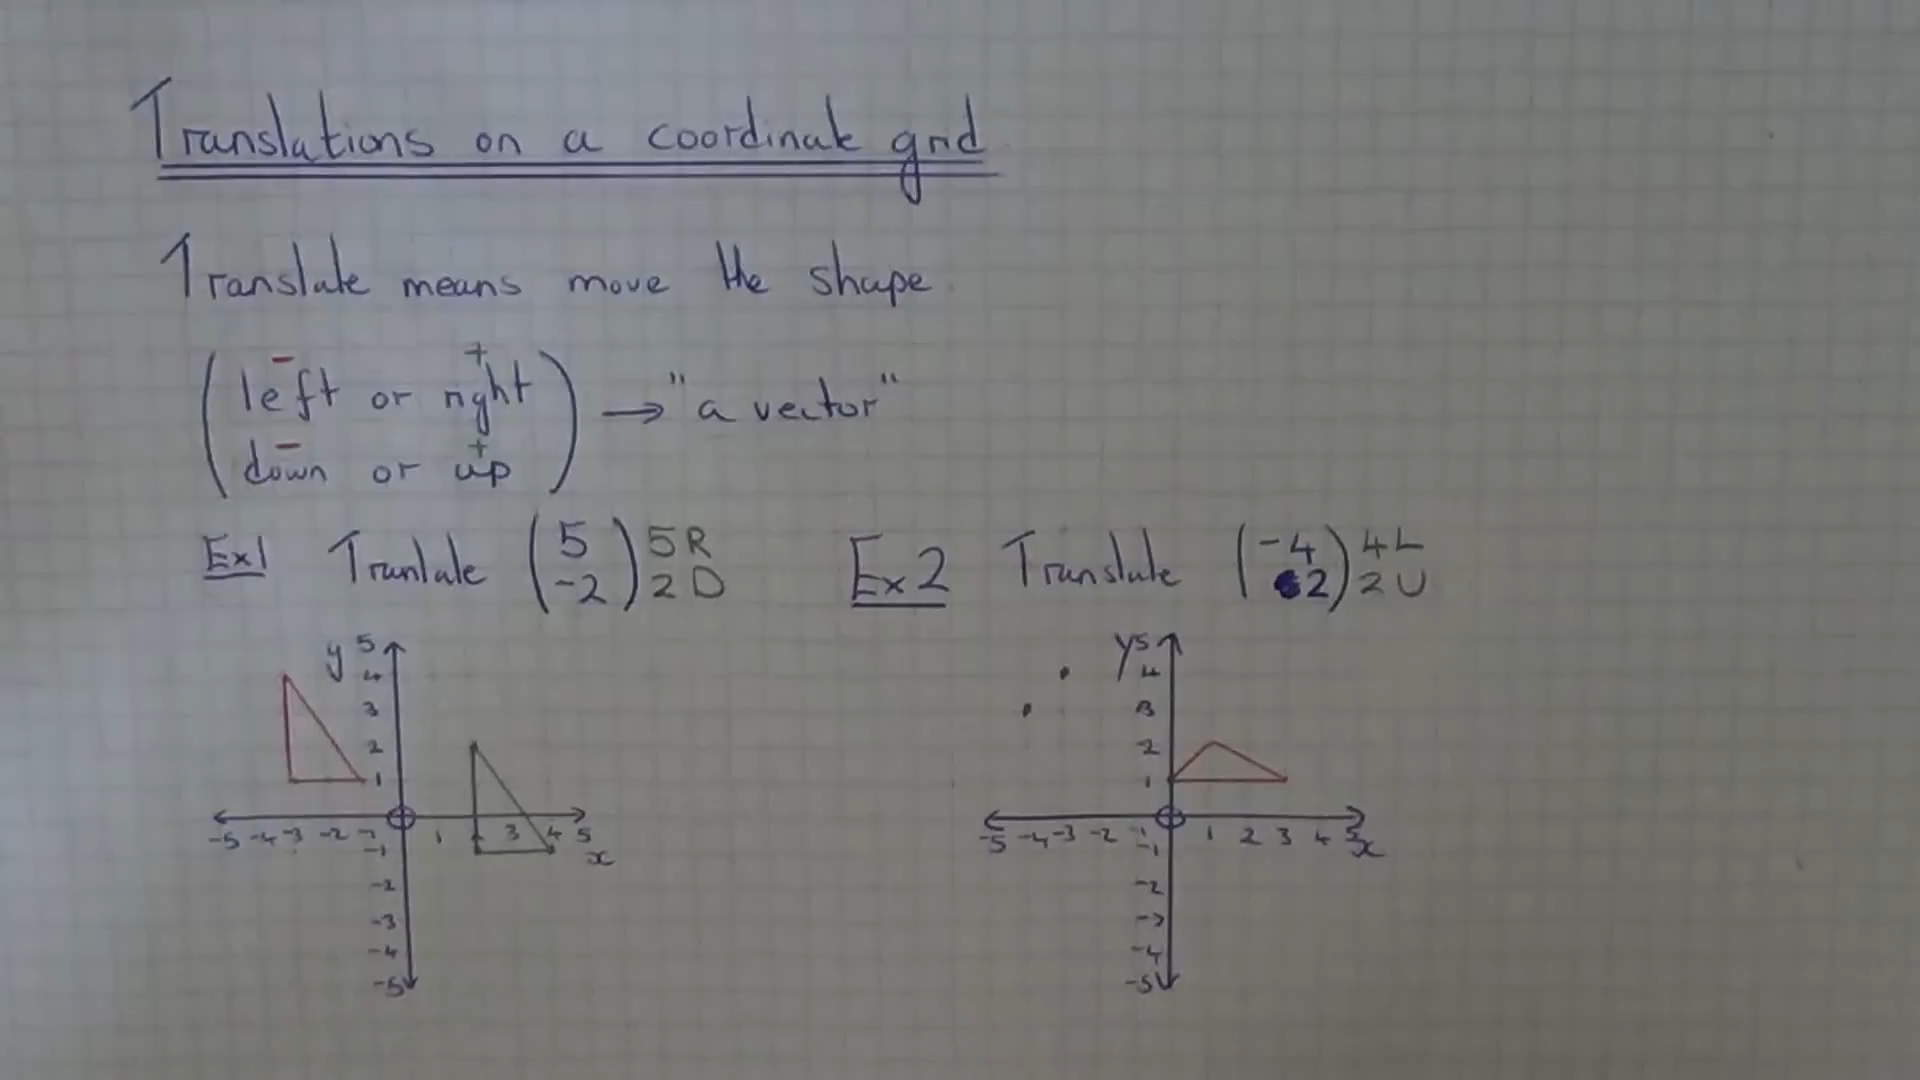 Translations on a coordinate grid
Translate means move the shape
- +
left or right → "a vector"
- +
down or up
Ex1 Tranlate (5 -2) 5R 2D
Ex2 Translate (-4 2) 4L 2U
y 5
4
3
2
1
-5 -4 -3 -2 -1 1 3 4 5
x
-1
-2
-3
-4
-5
y 5
4
3
2
1
-5 -4 -3 -2 -1 1 2 3 4 5
x
-1
-2
-3
-4
-5